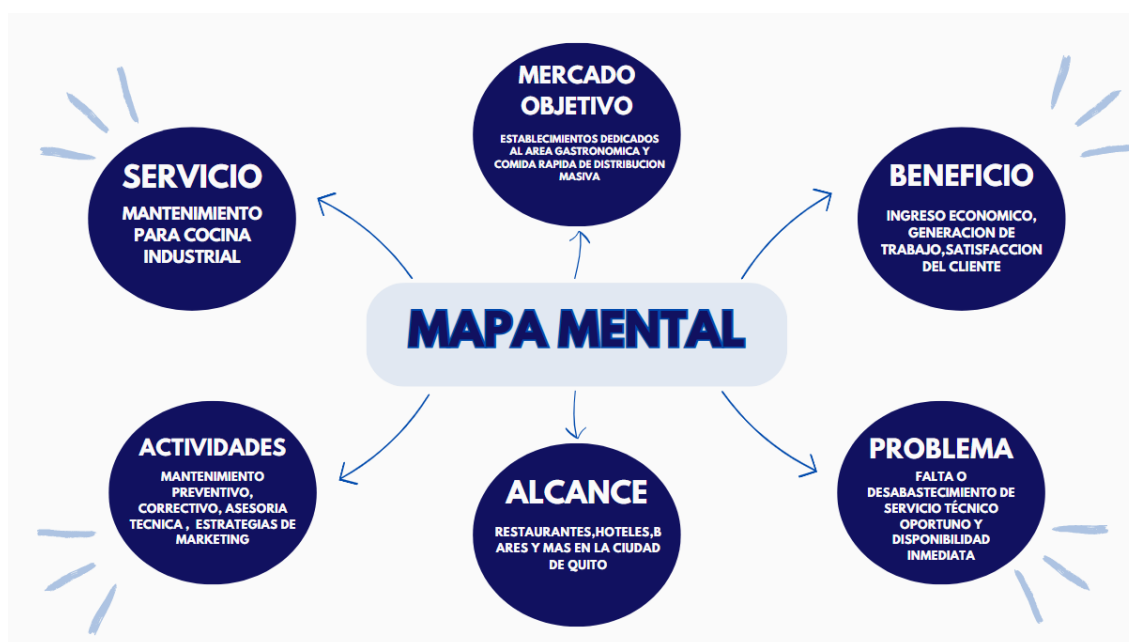 MERCADO
OBJETIVO
ESTABLECIMIENTOS DEDICADOS
AL AREA GASTRONOMICA Y
COMIDA RAPIDA DE DISTRIBUCION
MASIVA
SERVICIO
MANTENIMIENTO
PARA COCINA
INDUSTRIAL
BENEFICIO
INGRESO ECONOMICO,
GENERACION DE
TRABAJO,SATISFACCION
DEL CLIENTE
MAPA MENTAL
ACTIVIDADES
MANTENIMIENTO
PREVENTIVO,
CORRECTIVO, ASESORIA
TECNICA , ESTRATEGIAS DE
MARKETING
ALCANCE
RESTAURANTES,HOTELES,B
ARES Y MAS EN LA CIUDAD
DE QUITO
PROBLEMA
FALTA O
DESABASTECIMIENTO DE
SERVICIO TÉCNICO
OPORTUNO Y
DISPONIBILIDAD
INMEDIATA